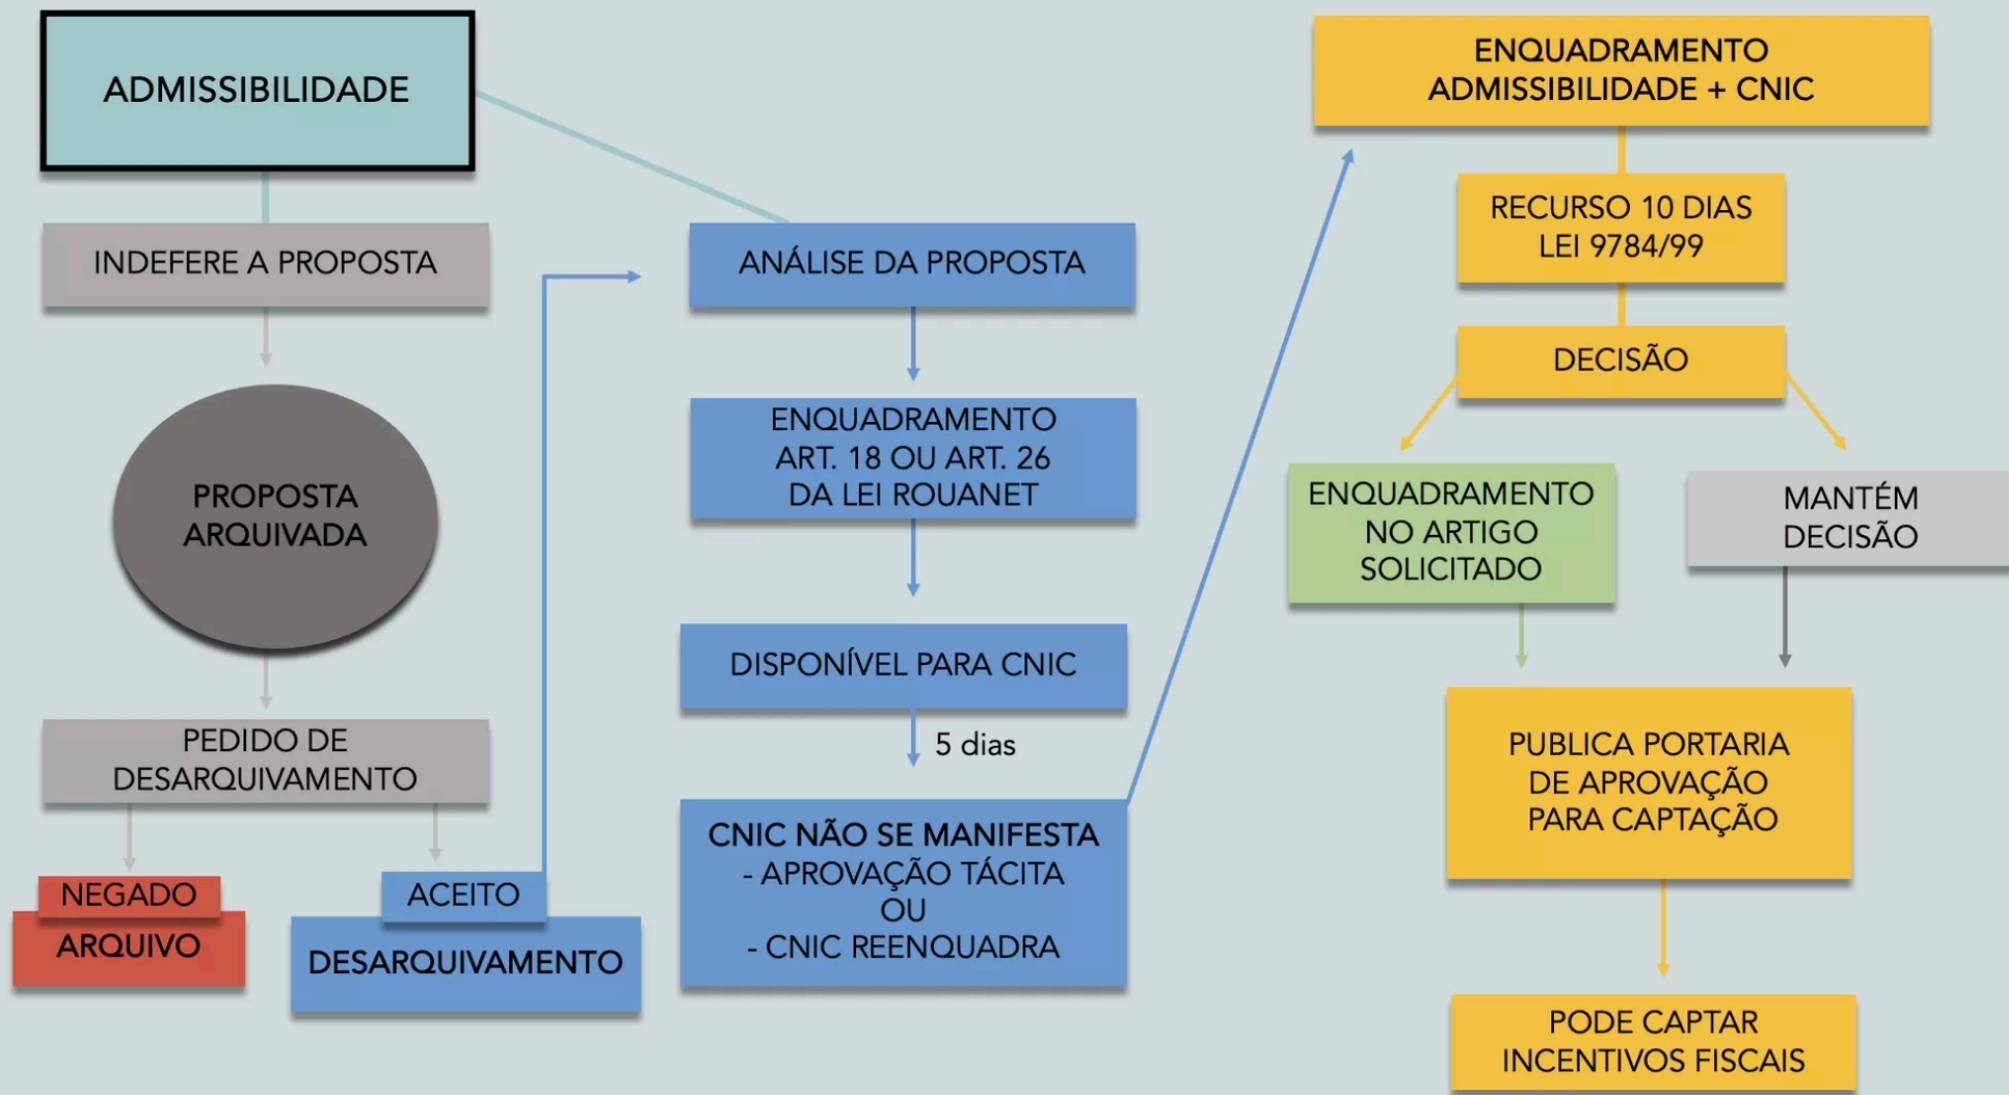 ADMISSIBILIDADE
INDEFERE A PROPOSTA
PROPOSTA
ARQUIVADA
PEDIDO DE
DESARQUIVAMENTO
NEGADO
ARQUIVO
ACEITO
DESARQUIVAMENTO
ANÁLISE DA PROPOSTA
ENQUADRAMENTO
ART. 18 OU ART. 26
DA LEI ROUANET
DISPONÍVEL PARA CNIC
5 dias
CNIC NÃO SE MANIFESTA
- APROVAÇÃO TÁCITA
OU
- CNIC REENQUADRA
ENQUADRAMENTO
ADMISSIBILIDADE + CNIC
RECURSO 10 DIAS
LEI 9784/99
DECISÃO
ENQUADRAMENTO
NO ARTIGO
SOLICITADO
MANTÉM
DECISÃO
PUBLICA PORTARIA
DE APROVAÇÃO
PARA CAPTAÇÃO
PODE CAPTAR
INCENTIVOS FISCAIS